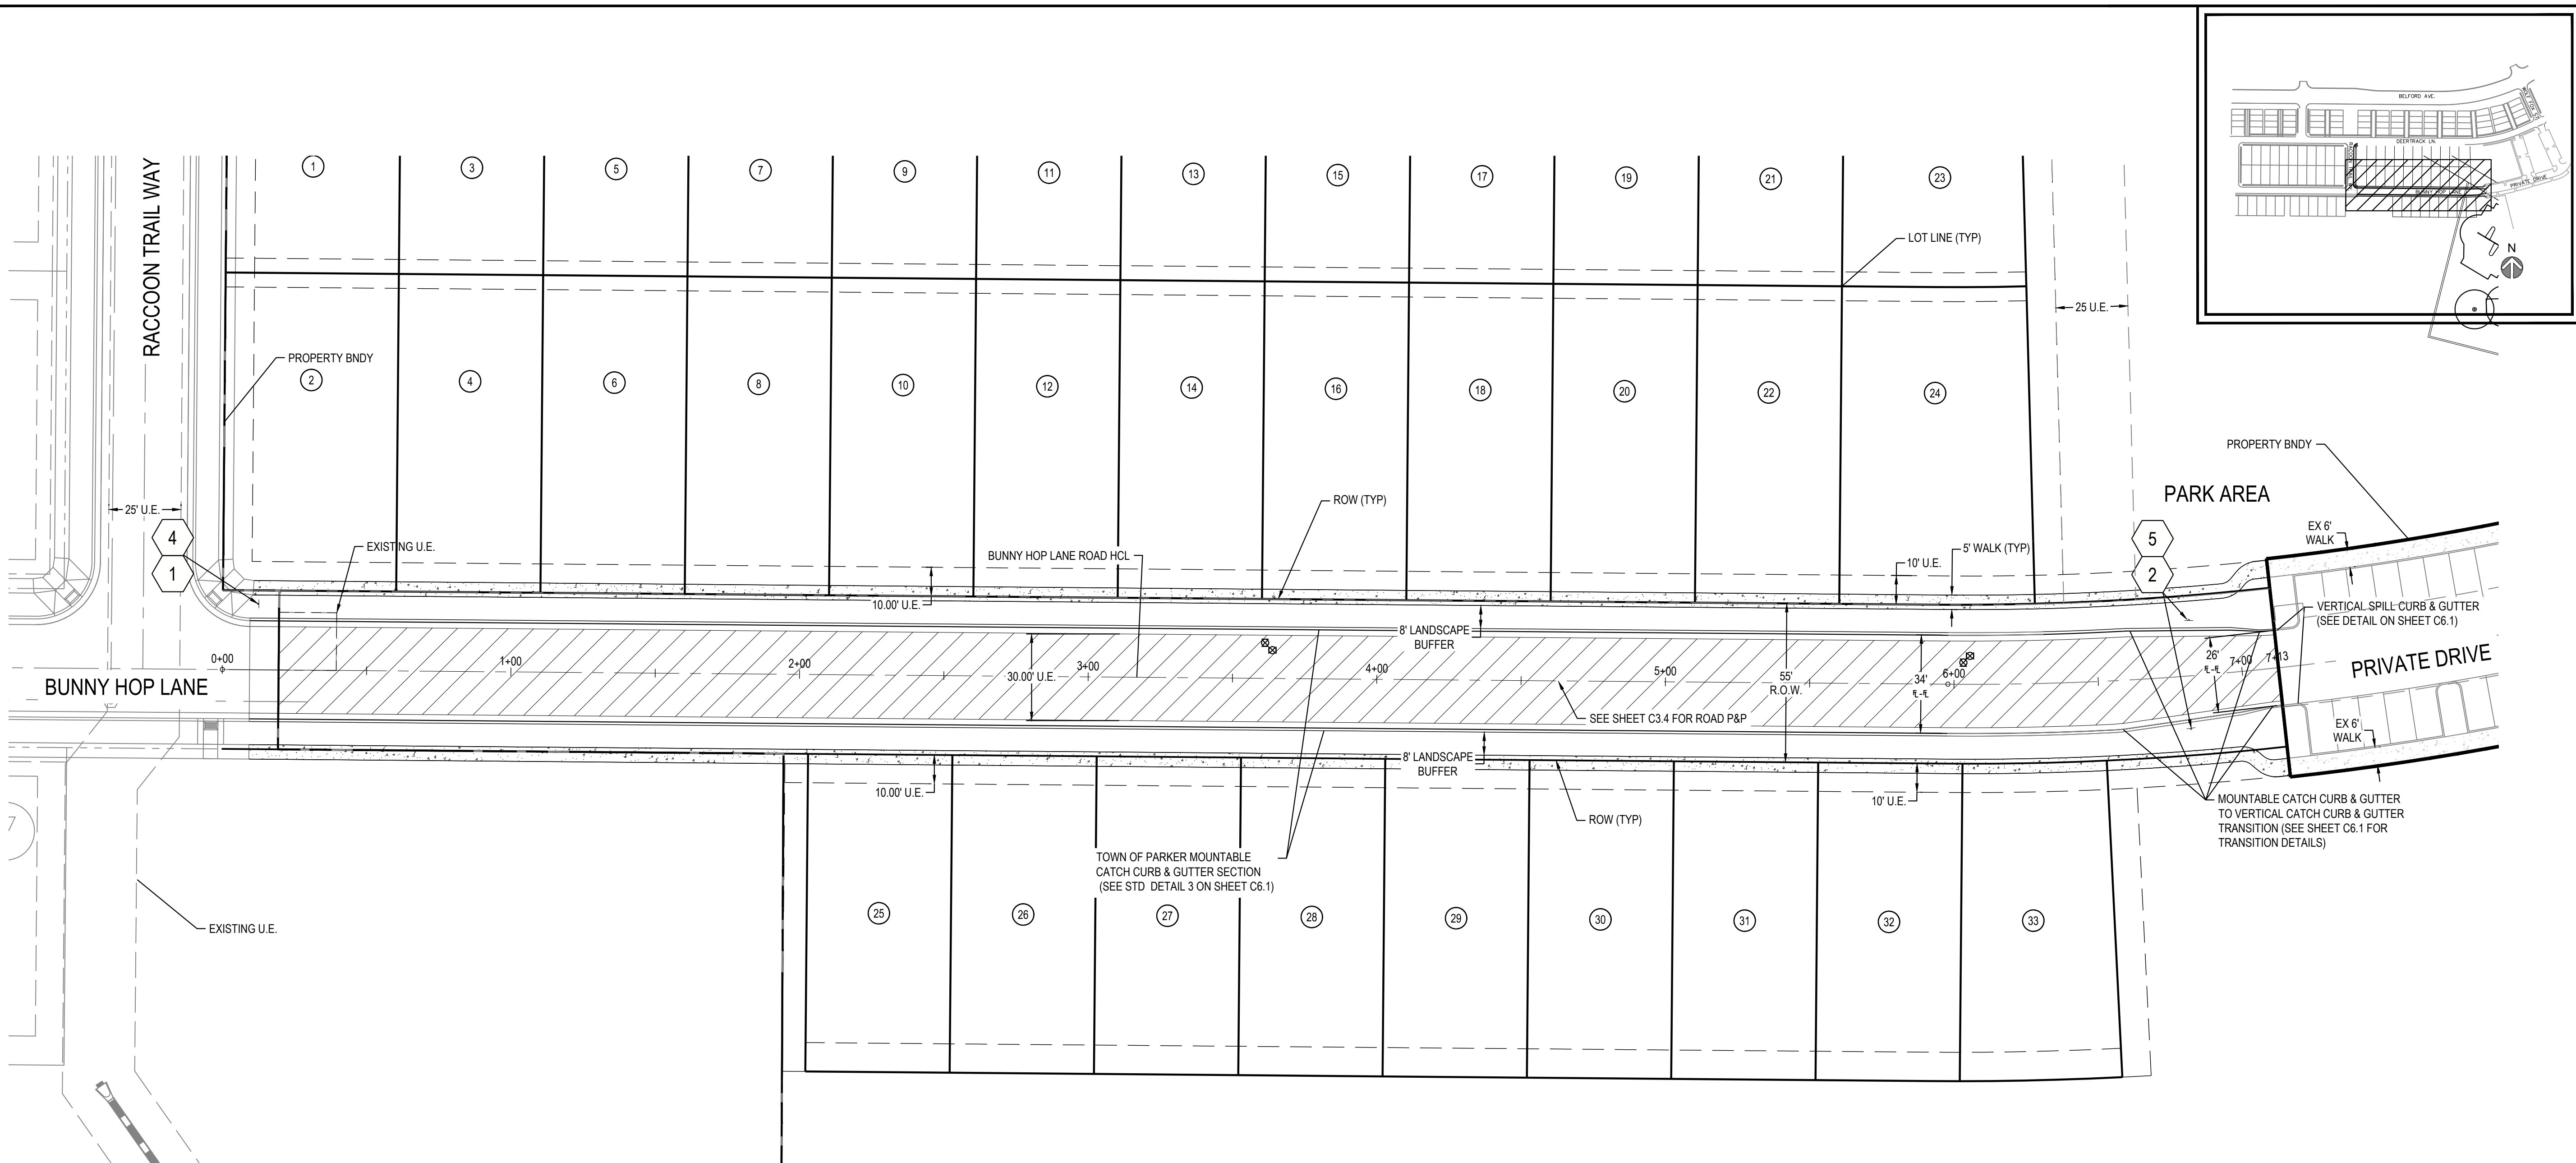 BELFORD AVE.
DEERTRACK LN.
BUNNY HOP LANE
PRIVATE DRIVE
N
RACCOON TRAIL WAY
1
3
5
7
9
11
13
15
17
19
21
23
LOT LINE (TYP)
25 U.E.
PROPERTY BNDY
2
4
6
8
10
12
14
16
18
20
22
24
PROPERTY BNDY
PARK AREA
25' U.E.
4
1
EXISTING U.E.
BUNNY HOP LANE ROAD HCL
ROW (TYP)
5' WALK (TYP)
10' U.E.
5
2
EX 6'
WALK
10.00' U.E.
8' LANDSCAPE
BUFFER
VERTICAL SPILL CURB & GUTTER
(SEE DETAIL ON SHEET C6.1)
0+00
1+00
2+00
3+00
4+00
5+00
6+00
7+00
7+13
BUNNY HOP LANE
30.00' U.E.
55'
R.O.W.
34'
℄-℄
26'
℄-℄
PRIVATE DRIVE
SEE SHEET C3.4 FOR ROAD P&P
EX 6'
WALK
8' LANDSCAPE
BUFFER
10.00' U.E.
10' U.E.
ROW (TYP)
MOUNTABLE CATCH CURB & GUTTER
TO VERTICAL CATCH CURB & GUTTER
TRANSITION (SEE SHEET C6.1 FOR
TRANSITION DETAILS)
TOWN OF PARKER MOUNTABLE
CATCH CURB & GUTTER SECTION
(SEE STD DETAIL 3 ON SHEET C6.1)
7
EXISTING U.E.
25
26
27
28
29
30
31
32
33